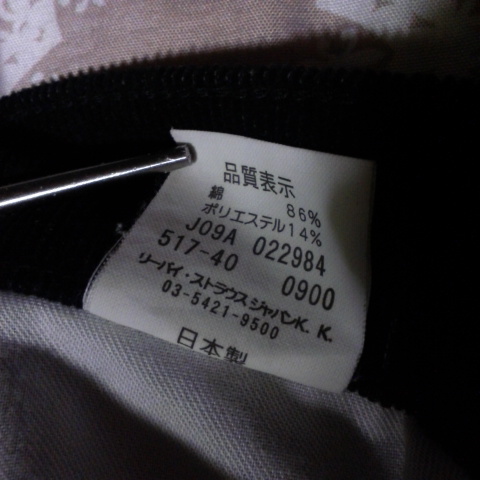 品質表示
綿 86%
ポリエステル14%
J09A 022984
517-40 0900
リーバイ・ストラウスジャパンK. K.
03-5421-9500
日本製